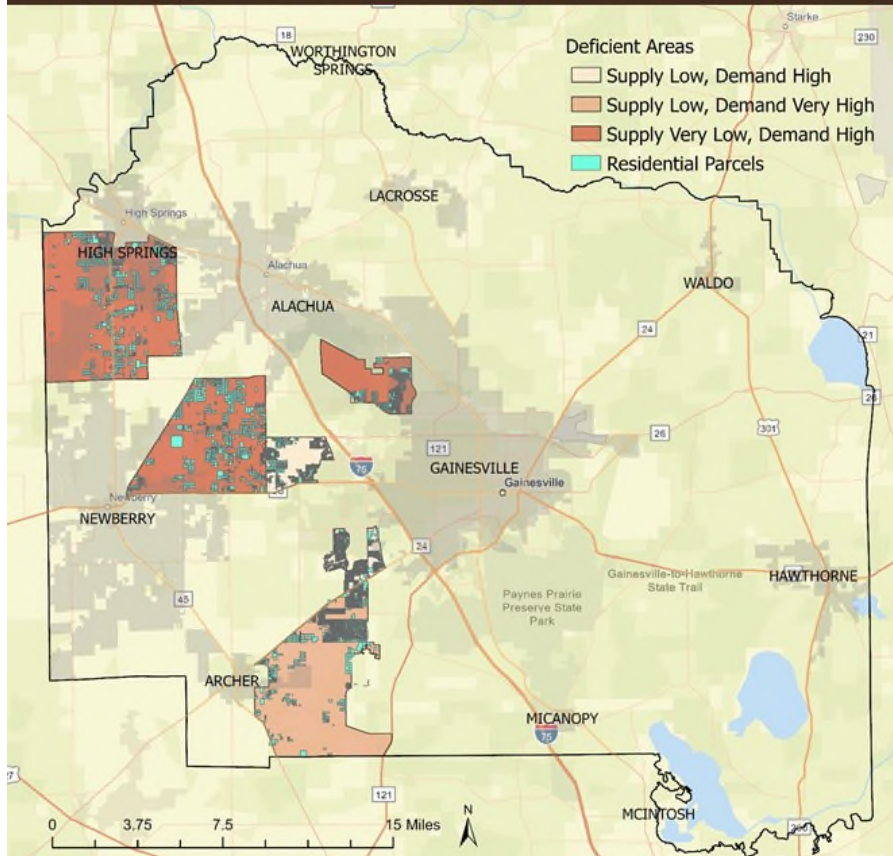 Starke
230
18
WORTHINGTON
SPRINGS
Deficient Areas
Supply Low, Demand High
Supply Low, Demand Very High
Supply Very Low, Demand High
Residential Parcels
LACROSSE
High Springs
HIGH SPRINGS
Alachua
WALDO
ALACHUA
24
21
26
301
26
121
GAINESVILLE
75
Gainesville
Newberry
NEWBERRY
24
Gainesville-to-Hawthorne
State Trail
HAWTHORNE
Paynes Prairie
Preserve State
Park
45
ARCHER
MICANOPY
75
27
121
MCINTOSH
N
0 3.75 7.5 15 Miles